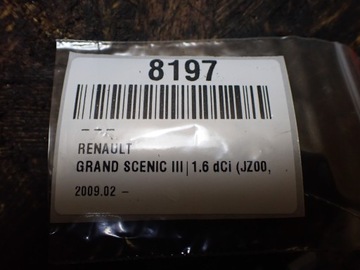 8197
- - -
RENAULT
GRAND SCENIC III|1.6 dCi (JZ00,
2009.02 -